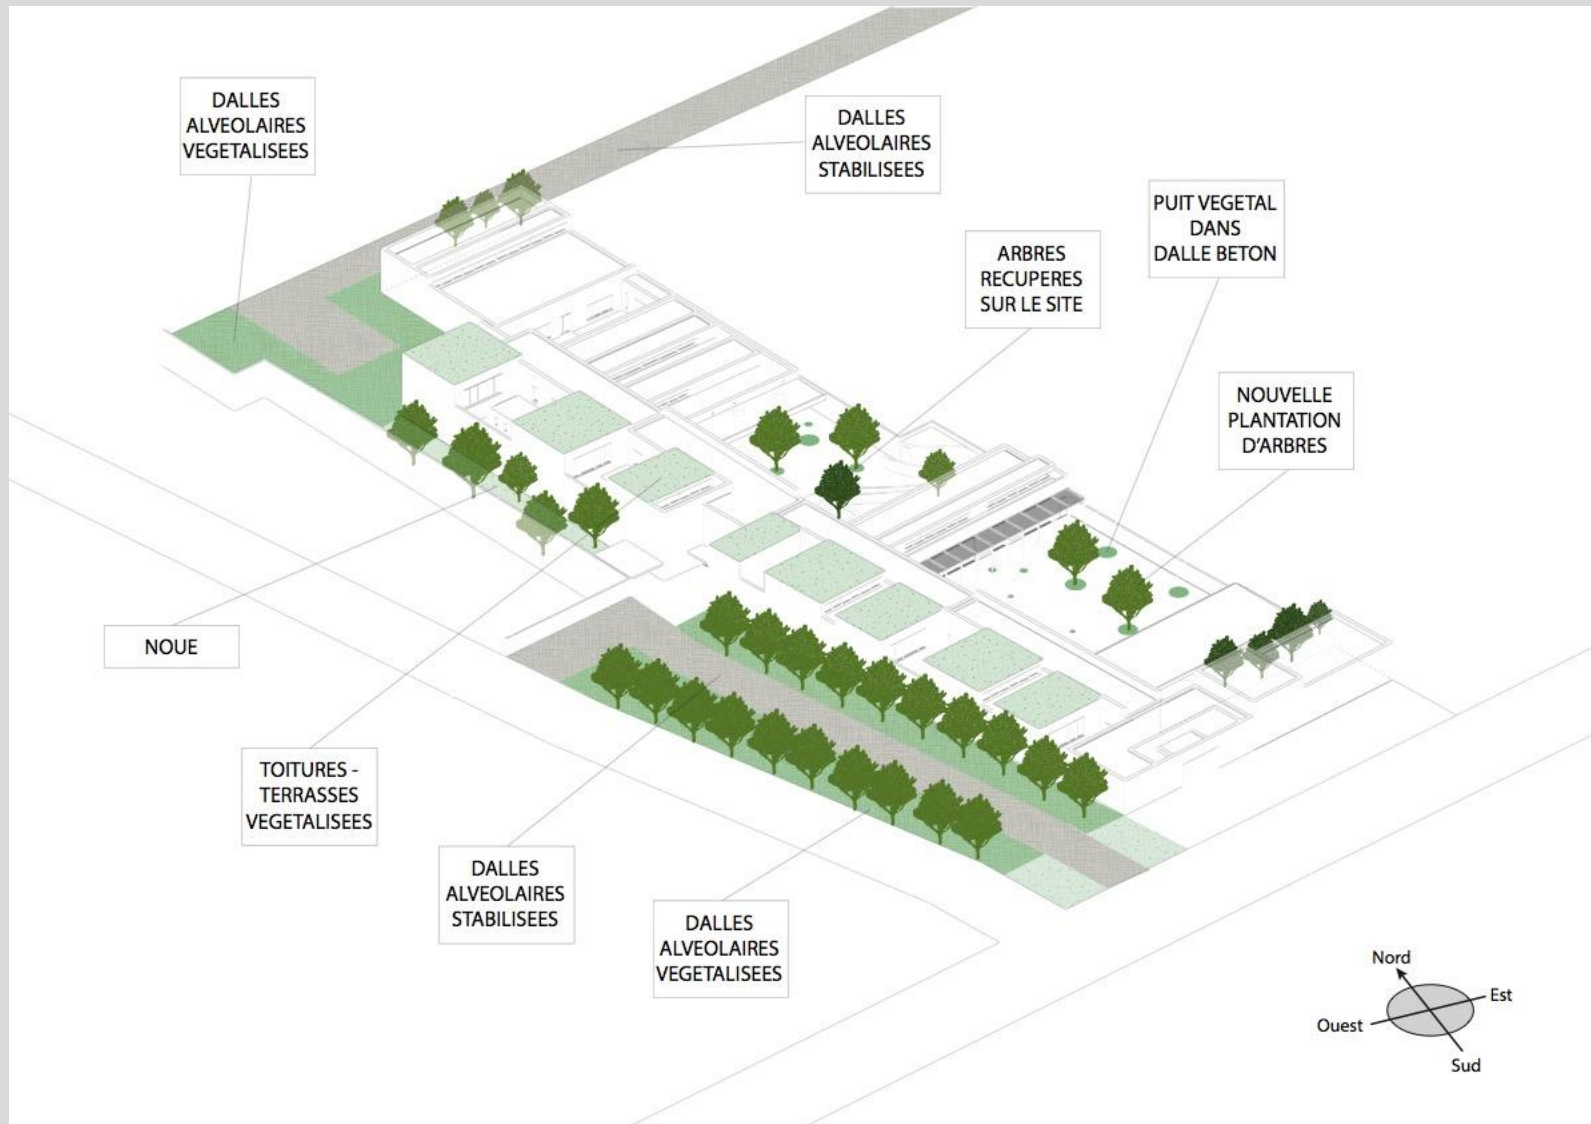 DALLES
ALVEOLAIRES
VEGETALISEES
DALLES
ALVEOLAIRES
STABILISEES
PUIT VEGETAL
DANS
DALLE BETON
ARBRES
RECUPERES
SUR LE SITE
NOUVELLE
PLANTATION
D'ARBRES
NOUE
TOITURES -
TERRASSES
VEGETALISEES
DALLES
ALVEOLAIRES
STABILISEES
DALLES
ALVEOLAIRES
VEGETALISEES
Nord
Est
Ouest
Sud